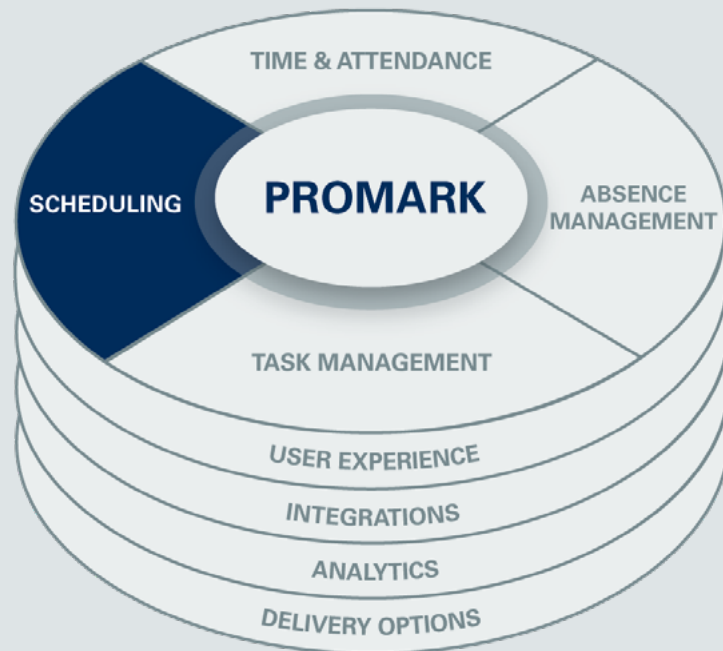 TIME & ATTENDANCE
SCHEDULING
PROMARK
ABSENCE
MANAGEMENT
TASK MANAGEMENT
USER EXPERIENCE
INTEGRATIONS
ANALYTICS
DELIVERY OPTIONS